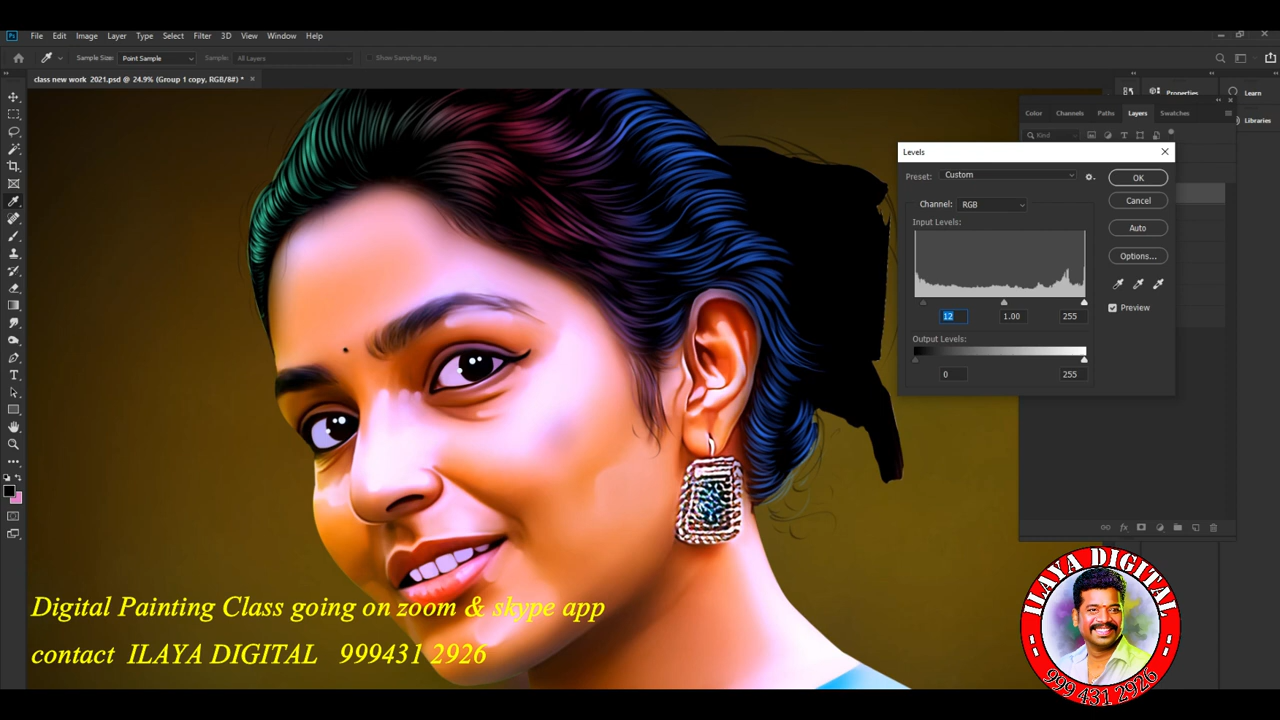 File Edit Image Layer Type Select Filter 3D View Window Help
Sample Size: Point Sample Sample: All Layers Show Sampling Ring
class new work 2021.psd @ 24.9% (Group 1 copy, RGB/8#) *
Properties
Learn
Libraries
Color Channels Paths Layers Swatches
Kind
Levels
Preset: Custom
OK
Channel: RGB
Cancel
Input Levels:
Auto
Options...
Preview
12 1.00 255
Output Levels:
0 255
Digital Painting Class going on zoom & skype app
contact ILAYA DIGITAL 999431 2926
ILAYA DIGITAL
999 431 2926